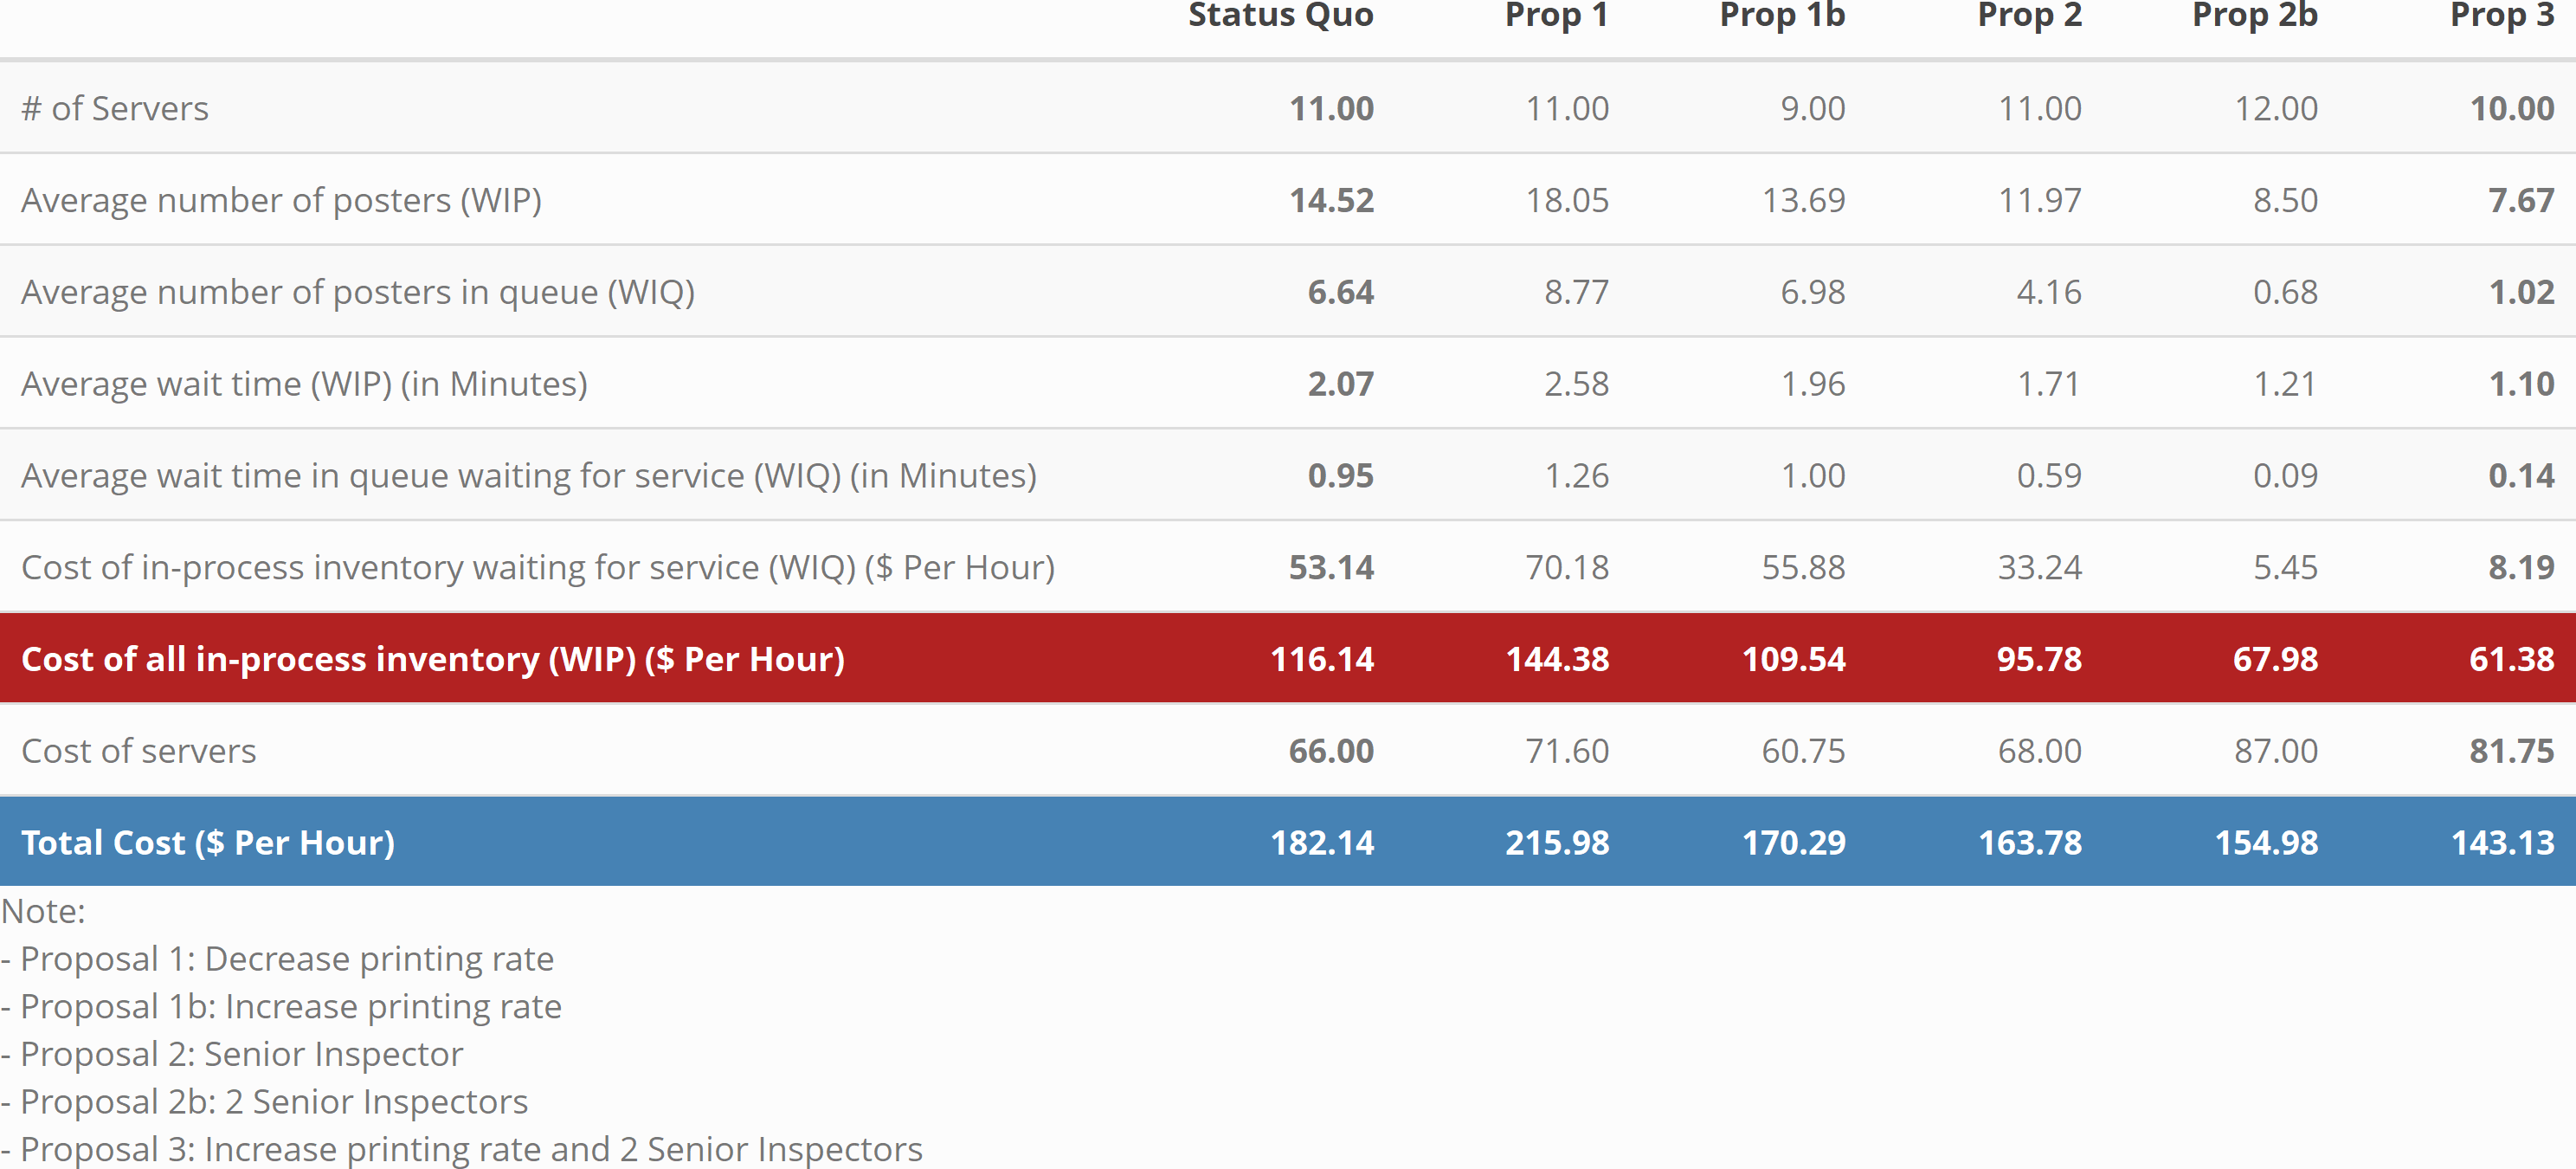 Status Quo Prop 1 Prop 1b Prop 2 Prop 2b Prop 3
# of Servers 11.00 11.00 9.00 11.00 12.00 10.00
Average number of posters (WIP) 14.52 18.05 13.69 11.97 8.50 7.67
Average number of posters in queue (WIQ) 6.64 8.77 6.98 4.16 0.68 1.02
Average wait time (WIP) (in Minutes) 2.07 2.58 1.96 1.71 1.21 1.10
Average wait time in queue waiting for service (WIQ) (in Minutes) 0.95 1.26 1.00 0.59 0.09 0.14
Cost of in-process inventory waiting for service (WIQ) ($ Per Hour) 53.14 70.18 55.88 33.24 5.45 8.19
Cost of all in-process inventory (WIP) ($ Per Hour) 116.14 144.38 109.54 95.78 67.98 61.38
Cost of servers 66.00 71.60 60.75 68.00 87.00 81.75
Total Cost ($ Per Hour) 182.14 215.98 170.29 163.78 154.98 143.13
Note:
- Proposal 1: Decrease printing rate
- Proposal 1b: Increase printing rate
- Proposal 2: Senior Inspector
- Proposal 2b: 2 Senior Inspectors
- Proposal 3: Increase printing rate and 2 Senior Inspectors